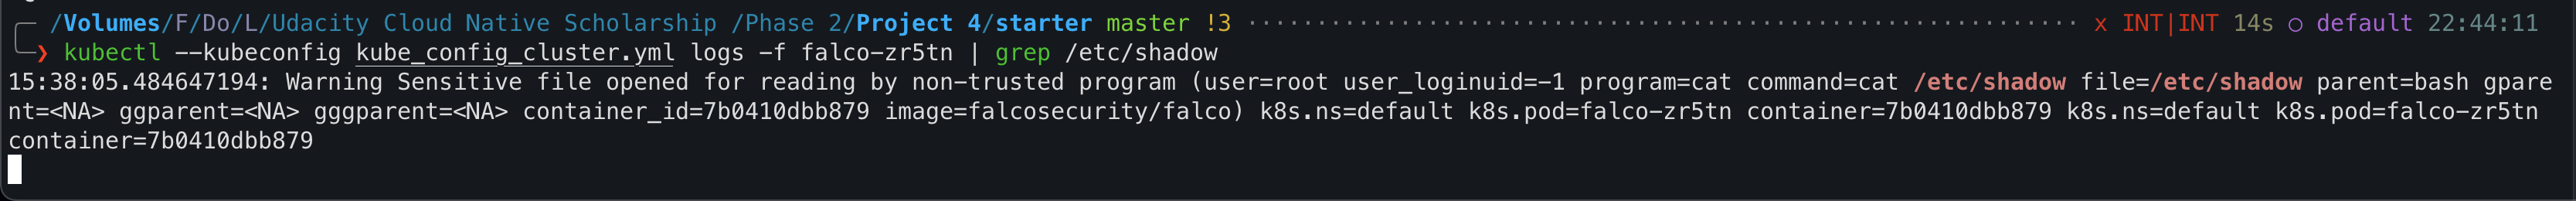 /Volumes/F/Do/L/Udacity Cloud Native Scholarship /Phase 2/Project 4/starter master !3 ⨯ INT|INT 14s ○ default 22:44:11
❯ kubectl --kubeconfig kube_config_cluster.yml logs -f falco-zr5tn | grep /etc/shadow
15:38:05.484647194: Warning Sensitive file opened for reading by non-trusted program (user=root user_loginuid=-1 program=cat command=cat /etc/shadow file=/etc/shadow parent=bash gpare
nt=<NA> ggparent=<NA> gggparent=<NA> container_id=7b0410dbb879 image=falcosecurity/falco) k8s.ns=default k8s.pod=falco-zr5tn container=7b0410dbb879 k8s.ns=default k8s.pod=falco-zr5tn
container=7b0410dbb879